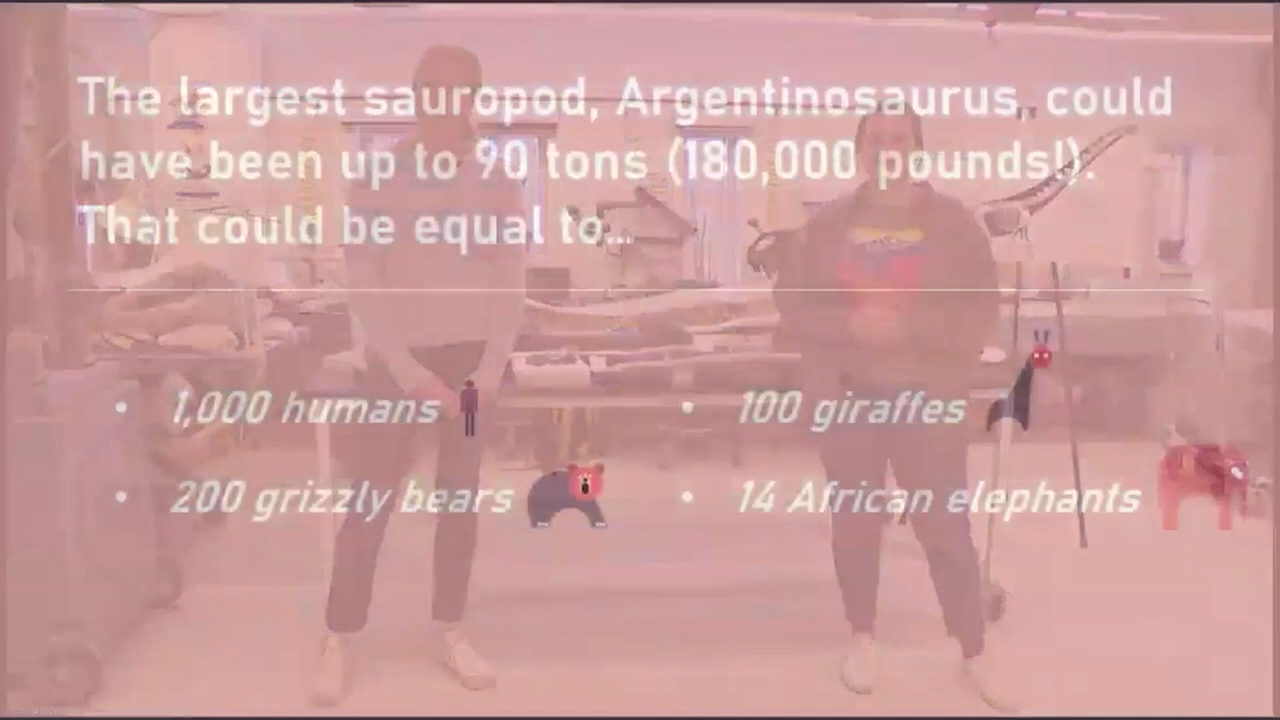 The largest sauropod, Argentinosaurus, could
have been up to 90 tons (180,000 pounds!).
That could be equal to...
• 1,000 humans
• 100 giraffes
• 200 grizzly bears
• 14 African elephants